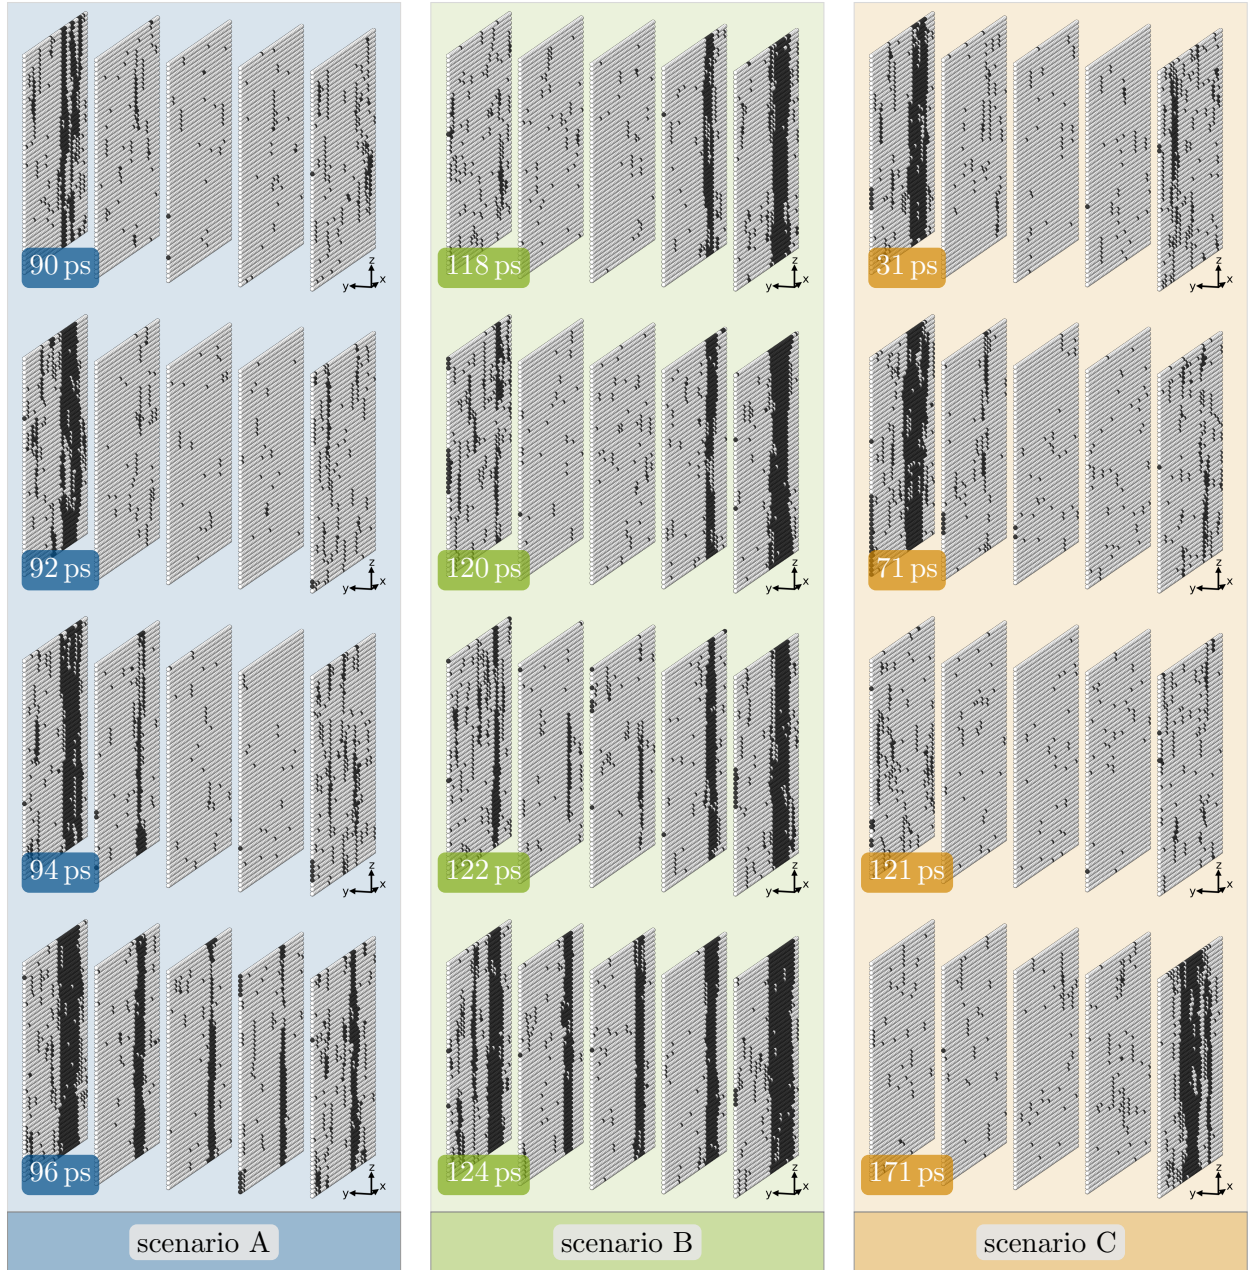 90 ps
z
y
x
118 ps
z
y
x
31 ps
z
y
x
92 ps
z
y
x
120 ps
z
y
x
71 ps
z
y
x
94 ps
z
y
x
122 ps
z
y
x
121 ps
z
y
x
96 ps
z
y
x
124 ps
z
y
x
171 ps
z
y
x
scenario A
scenario B
scenario C